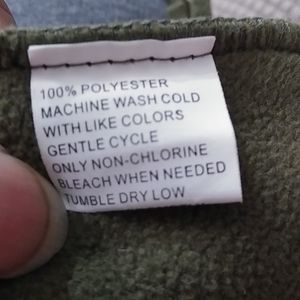 100% POLYESTER
MACHINE WASH COLD
WITH LIKE COLORS
GENTLE CYCLE
ONLY NON-CHLORINE
BLEACH WHEN NEEDED
TUMBLE DRY LOW